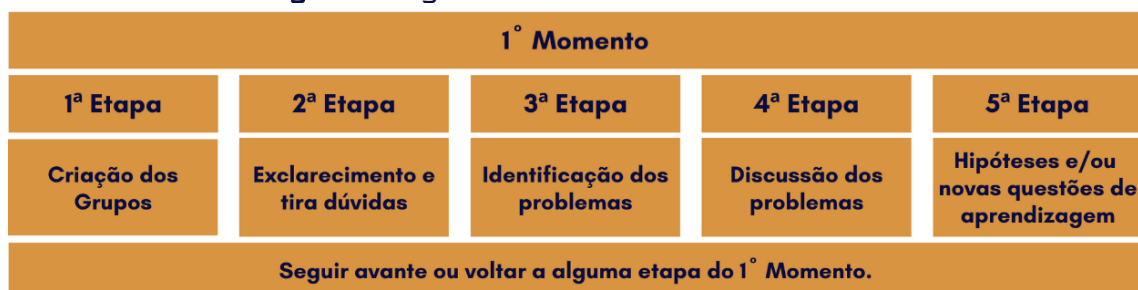 1° Momento
1ª Etapa
2ª Etapa
3ª Etapa
4ª Etapa
5ª Etapa
Criação dos
Grupos
Exclarecimento e
tira dúvidas
Identificação dos
problemas
Discussão dos
problemas
Hipóteses e/ou
novas questões de
aprendizagem
Seguir avante ou voltar a alguma etapa do 1° Momento.